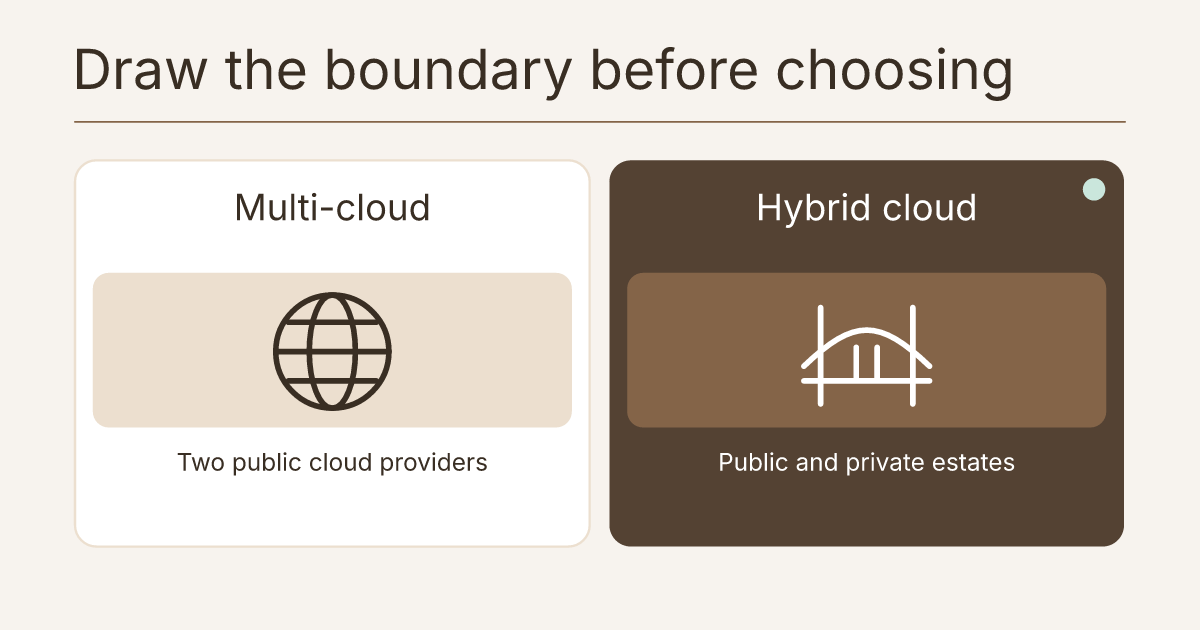 Draw the boundary before choosing
Multi-cloud
Two public cloud providers
Hybrid cloud
Public and private estates